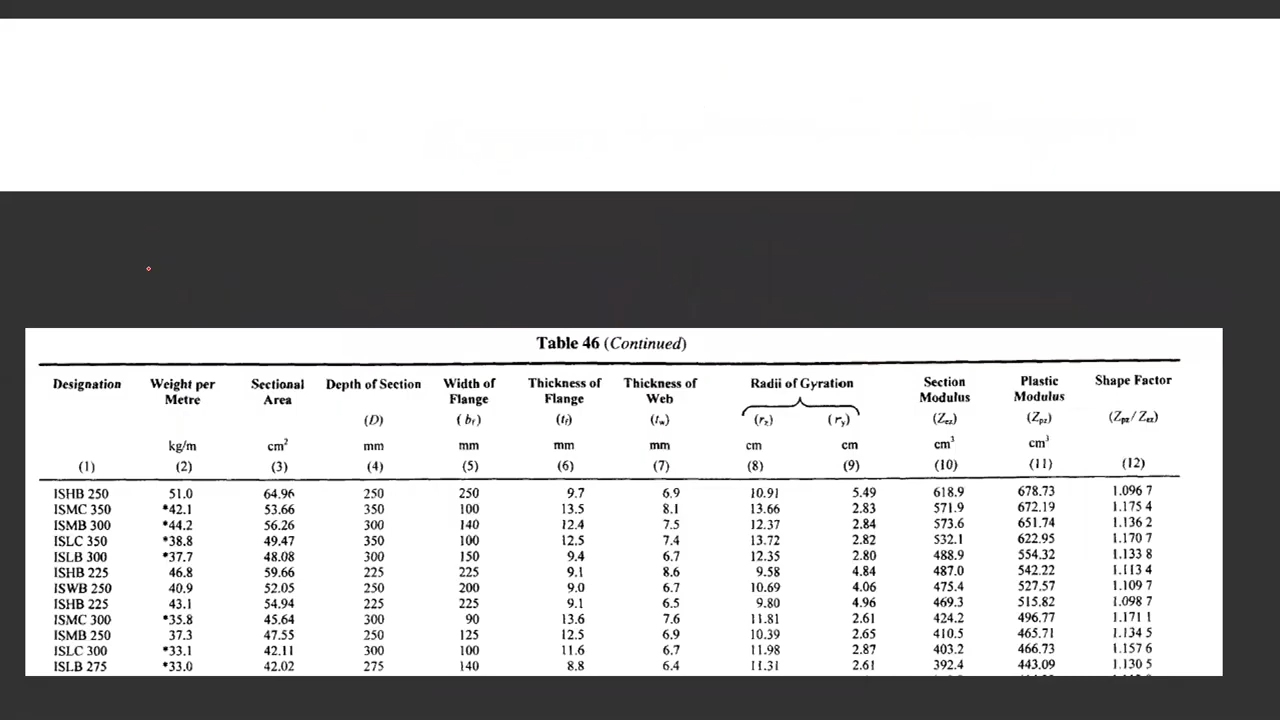 Table 46 (Continued)
Designation Weight per Metre Sectional Area Depth of Section Width of Flange Thickness of Flange Thickness of Web Radii of Gyration Section Modulus Plastic Modulus Shape Factor
(D) (bf) (tf) (tw) (rz) (ry) (Zez) (Zpz) (Zpz/Zez)
kg/m cm² mm mm mm mm cm cm cm³ cm³
(1) (2) (3) (4) (5) (6) (7) (8) (9) (10) (11) (12)
ISHB 250 51.0 64.96 250 250 9.7 6.9 10.91 5.49 618.9 678.73 1.096 7
ISMC 350 *42.1 53.66 350 100 13.5 8.1 13.66 2.83 571.9 672.19 1.175 4
ISMB 300 *44.2 56.26 300 140 12.4 7.5 12.37 2.84 573.6 651.74 1.136 2
ISLC 350 *38.8 49.47 350 100 12.5 7.4 13.72 2.82 532.1 622.95 1.170 7
ISLB 300 *37.7 48.08 300 150 9.4 6.7 12.35 2.80 488.9 554.32 1.133 8
ISHB 225 46.8 59.66 225 225 9.1 8.6 9.58 4.84 487.0 542.22 1.113 4
ISWB 250 40.9 52.05 250 200 9.0 6.7 10.69 4.06 475.4 527.57 1.109 7
ISHB 225 43.1 54.94 225 225 9.1 6.5 9.80 4.96 469.3 515.82 1.098 7
ISMC 300 *35.8 45.64 300 90 13.6 7.6 11.81 2.61 424.2 496.77 1.171 1
ISMB 250 37.3 47.55 250 125 12.5 6.9 10.39 2.65 410.5 465.71 1.134 5
ISLC 300 *33.1 42.11 300 100 11.6 6.7 11.98 2.87 403.2 466.73 1.157 6
ISLB 275 *33.0 42.02 275 140 8.8 6.4 11.31 2.61 392.4 443.09 1.130 5